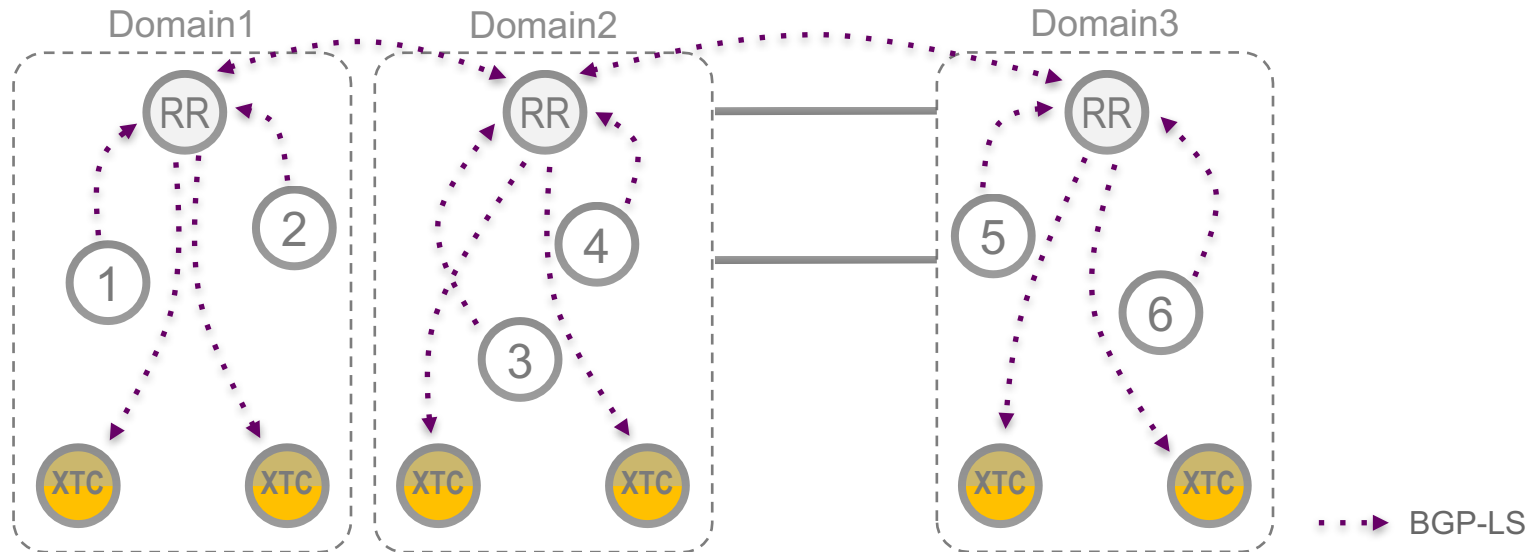 Domain1
Domain2
Domain3
RR
RR
RR
1
2
3
4
5
6
XTC
XTC
XTC
XTC
XTC
XTC
BGP-LS